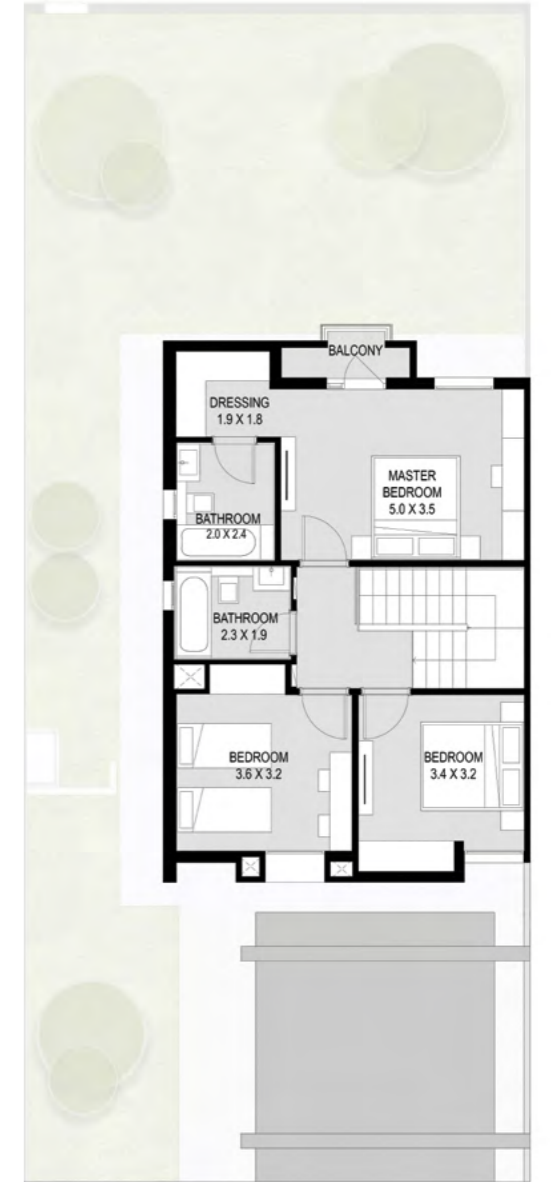 BALCONY
DRESSING
1.9 X 1.8
MASTER
BEDROOM
5.0 X 3.5
BATHROOM
2.0 X 2.4
BATHROOM
2.3 X 1.9
BEDROOM
3.6 X 3.2
BEDROOM
3.4 X 3.2